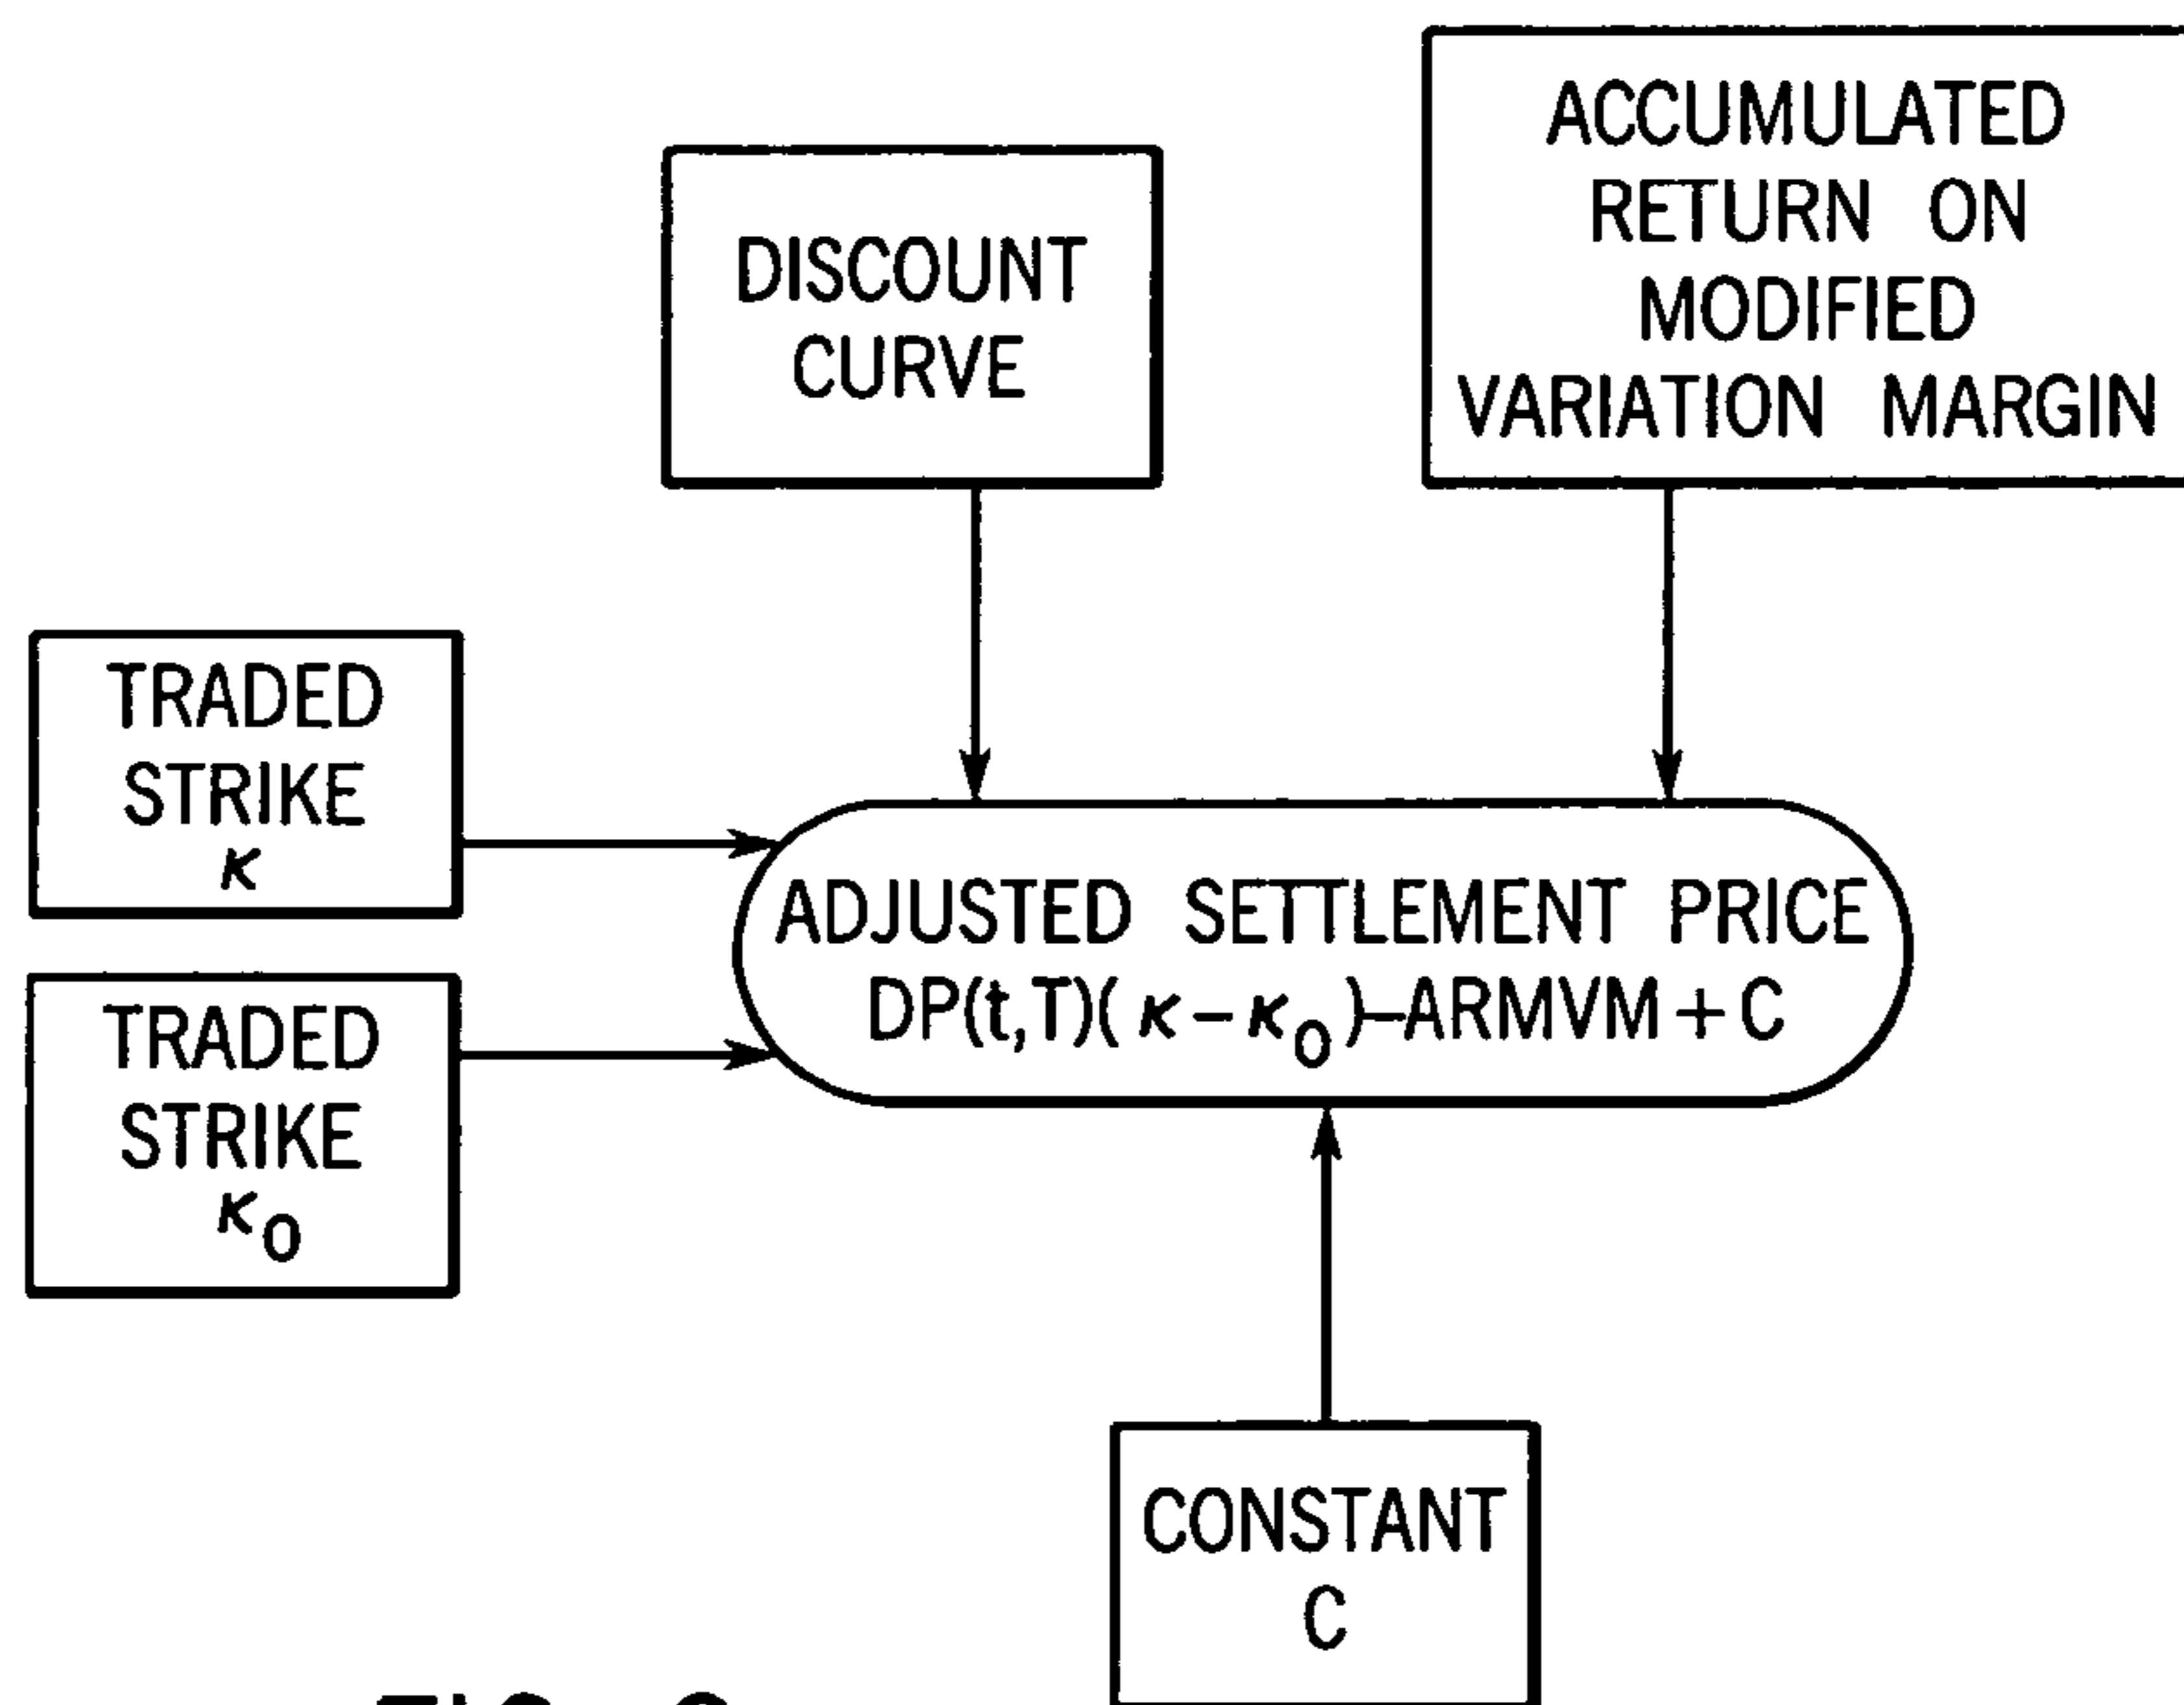 ACCUMULATED
RETURN ON
MODIFIED
VARIATION MARGIN
DISCOUNT
CURVE
TRADED
STRIKE
κ
ADJUSTED SETTLEMENT PRICE
DP(t,T)(κ-κ₀)-ARMVM+C
TRADED
STRIKE
κ₀
CONSTANT
C